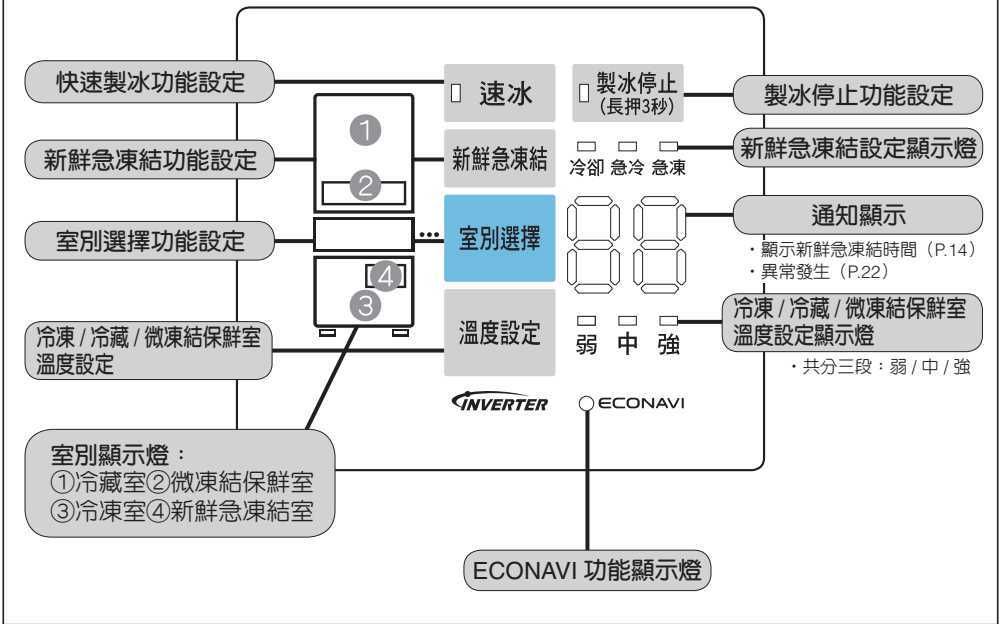 快速製冰功能設定
速冰
製冰停止
(長押3秒)
製冰停止功能設定
①
新鮮急凍結功能設定
新鮮急凍結
冷卻 急冷 急凍
新鮮急凍結設定顯示燈
②
室別選擇功能設定
...
室別選擇
88
通知顯示
・顯示新鮮急凍結時間（P.14）
・異常發生（P.22）
④
③
冷凍 / 冷藏 / 微凍結保鮮室
溫度設定
溫度設定
弱 中 強
冷凍 / 冷藏 / 微凍結保鮮室
溫度設定顯示燈
・共分三段：弱 / 中 / 強
INVERTER
ECONAVI
室別顯示燈：
①冷藏室②微凍結保鮮室
③冷凍室④新鮮急凍結室
ECONAVI 功能顯示燈